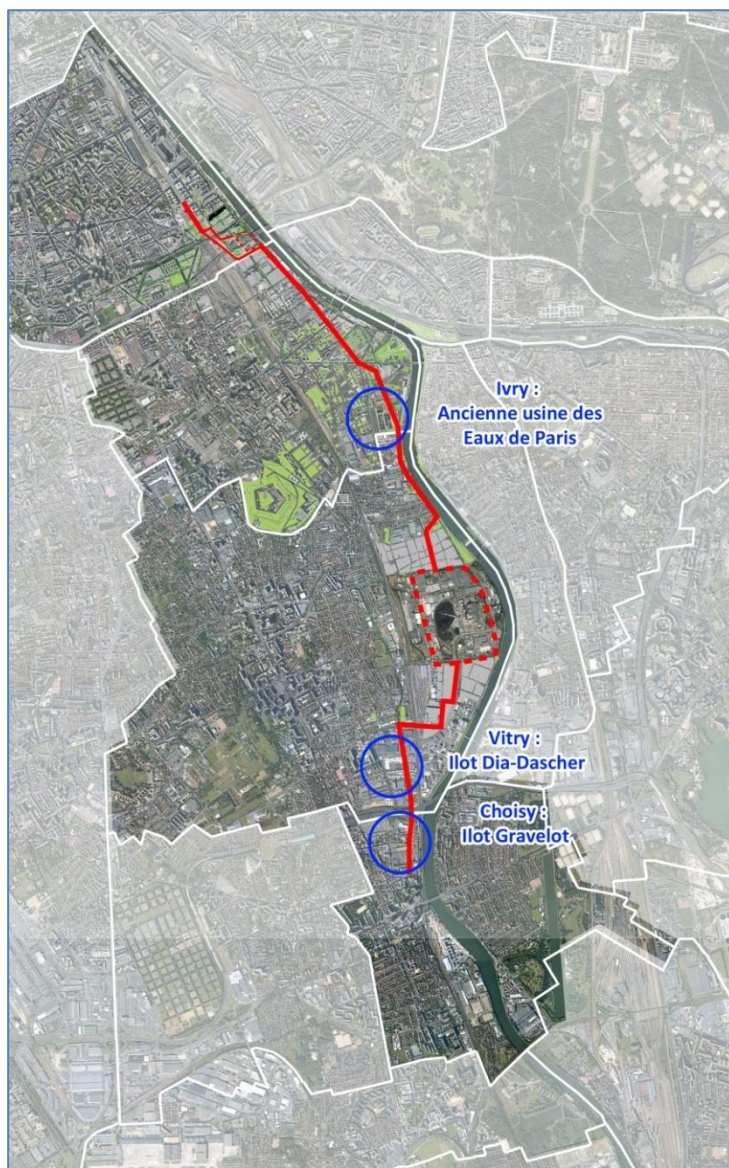 Ivry :
Ancienne usine des
Eaux de Paris
Vitry :
Ilot Dia-Dascher
Choisy :
Ilot Gravelot